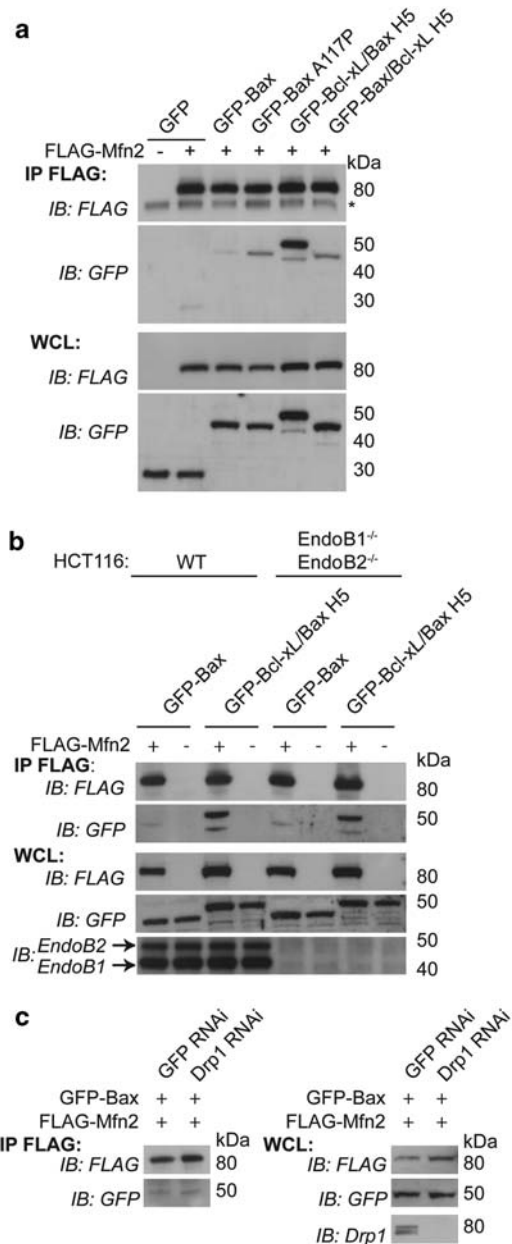 a
GFP
GFP-Bax
GFP-Bax A117P
GFP-Bcl-xL/Bax H5
GFP-Bax/Bcl-xL H5
FLAG-Mfn2 - + + + + +
kDa
IP FLAG:
IB: FLAG
80
*
IB: GFP
50
40
30
WCL:
IB: FLAG
80
IB: GFP
50
40
30
b
HCT116: WT
EndoB1-/-
EndoB2-/-
GFP-Bax
GFP-Bcl-xL/Bax H5
GFP-Bax
GFP-Bcl-xL/Bax H5
FLAG-Mfn2 + - + - + - + -
kDa
IP FLAG:
IB: FLAG
80
IB: GFP
50
WCL:
IB: FLAG
80
IB: GFP
50
IB: EndoB2
50
EndoB1
40
c
GFP RNAi
Drp1 RNAi
GFP-Bax + +
FLAG-Mfn2 + +
IP FLAG:
kDa
IB: FLAG
80
IB: GFP
50
GFP RNAi
Drp1 RNAi
GFP-Bax + +
FLAG-Mfn2 + +
WCL:
kDa
IB: FLAG
80
IB: GFP
50
IB: Drp1
80